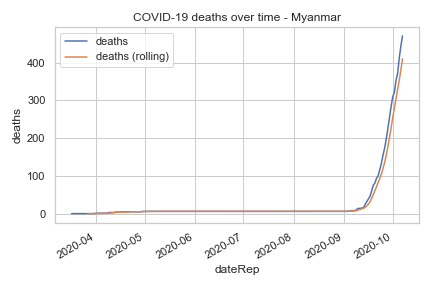 COVID-19 deaths over time - Myanmar
deaths
deaths (rolling)
deaths
400
300
200
100
0
2020-04
2020-05
2020-06
2020-07
2020-08
2020-09
2020-10
dateRep